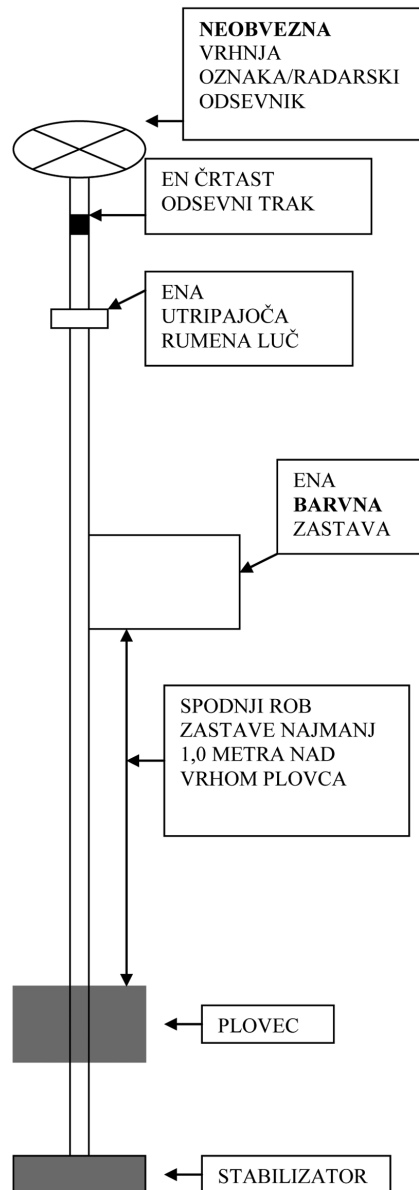 NEOBVEZNA
VRHNJA
OZNAKA/RADARSKI
ODSEVNIK
EN ČRTAST
ODSEVNI TRAK
ENA
UTRIPAJOČA
RUMENA LUČ
ENA
BARVNA
ZASTAVA
SPODNJI ROB
ZASTAVE NAJMANJ
1,0 METRA NAD
VRHOM PLOVCA
PLOVEC
STABILIZATOR